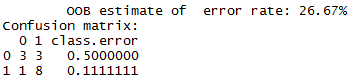 OOB estimate of  error rate: 26.67%
Confusion matrix:
  0 1 class.error
0 3 3   0.5000000
1 1 8   0.1111111